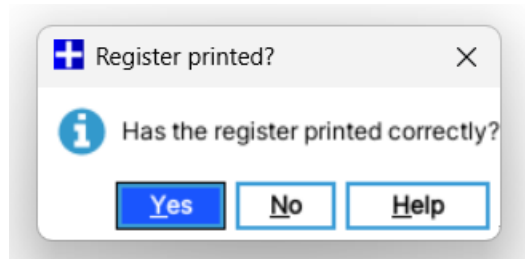 Register printed?
Has the register printed correctly?
Yes No Help